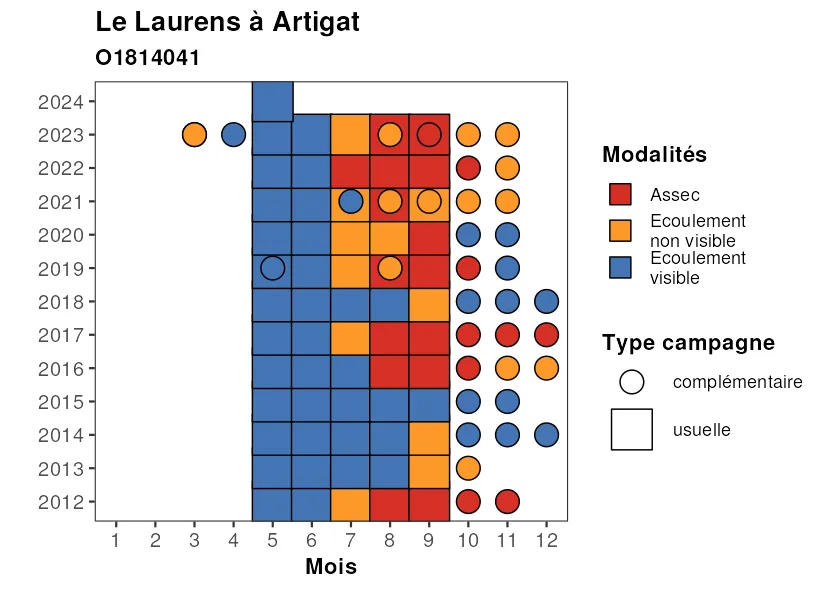 Le Laurens à Artigat
O1814041
2024
2023
2022
2021
2020
2019
2018
2017
2016
2015
2014
2013
2012
1 2 3 4 5 6 7 8 9 10 11 12
Mois
Modalités
Assec
Ecoulement
non visible
Ecoulement
visible
Type campagne
complémentaire
usuelle